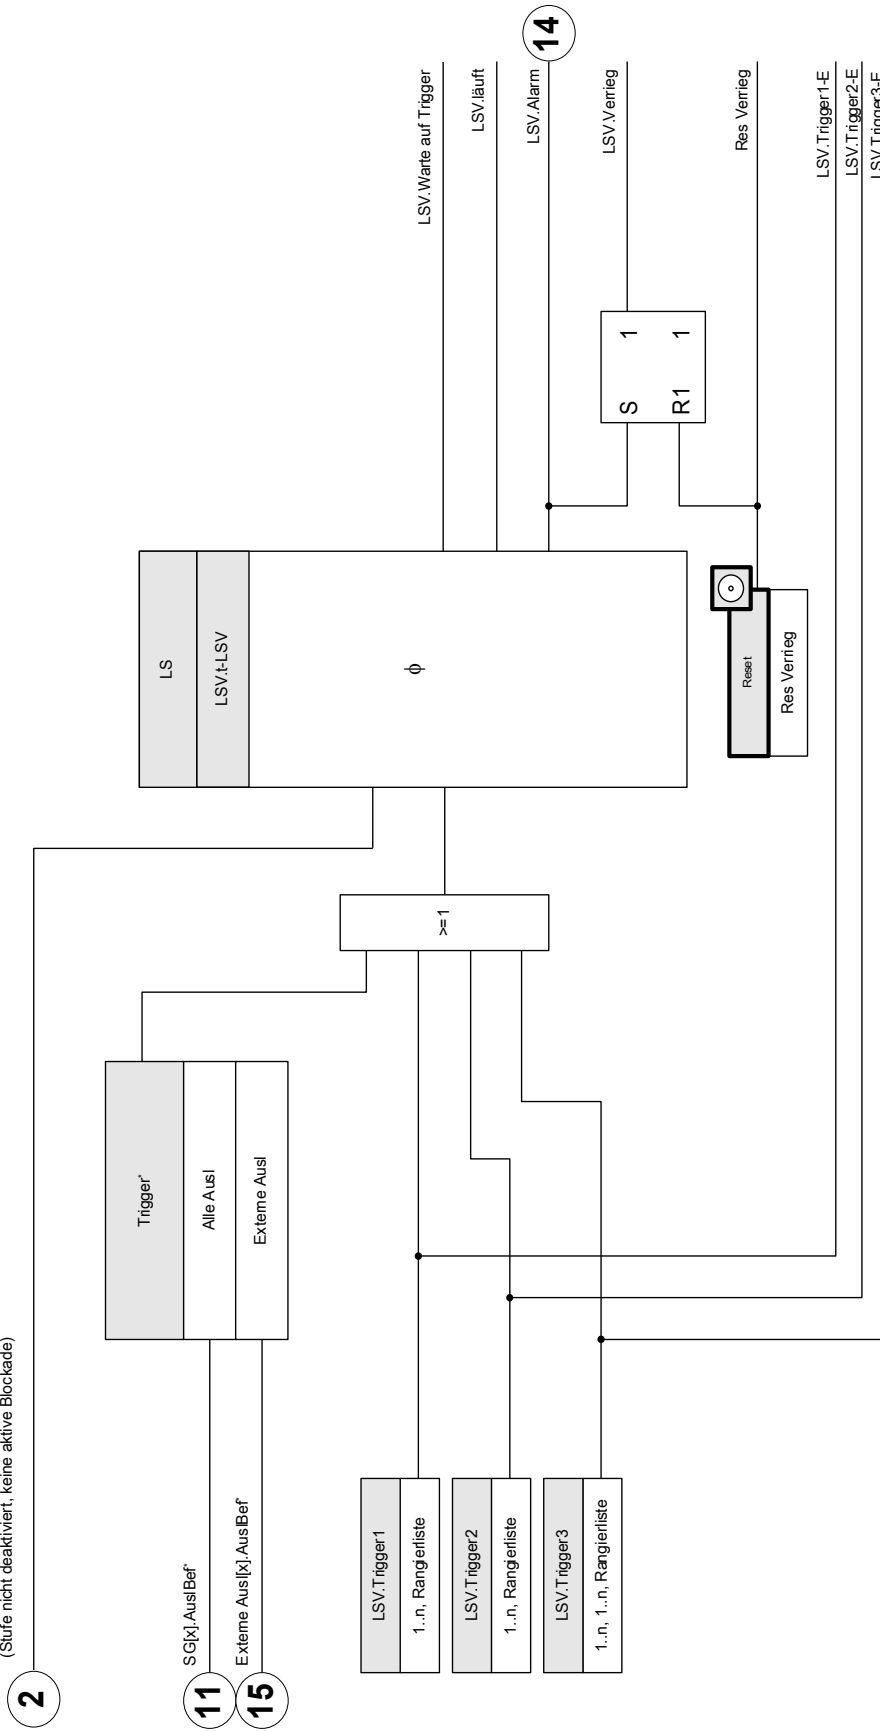 (Stufe nicht deaktiviert, keine aktive Blockade)
2
SG[x].AuslBef*
11
Externe Ausl[x].AuslBef*
15
Trigger*
Alle Ausl
Externe Ausl
LSV.Trigger1
1..n, Rangierliste
LSV.Trigger2
1..n, Rangierliste
LSV.Trigger3
1..n, 1..n, Rangierliste
>=1
LS
LSV.t-LSV
φ
LSV.Warte auf Trigger
LSV.läuft
LSV.Alarm
14
S 1
R1 1
LSV.Verrieg
Reset
Res Verrieg
Res Verrieg
LSV.Trigger1-E
LSV.Trigger2-E
LSV.Trigger3-E